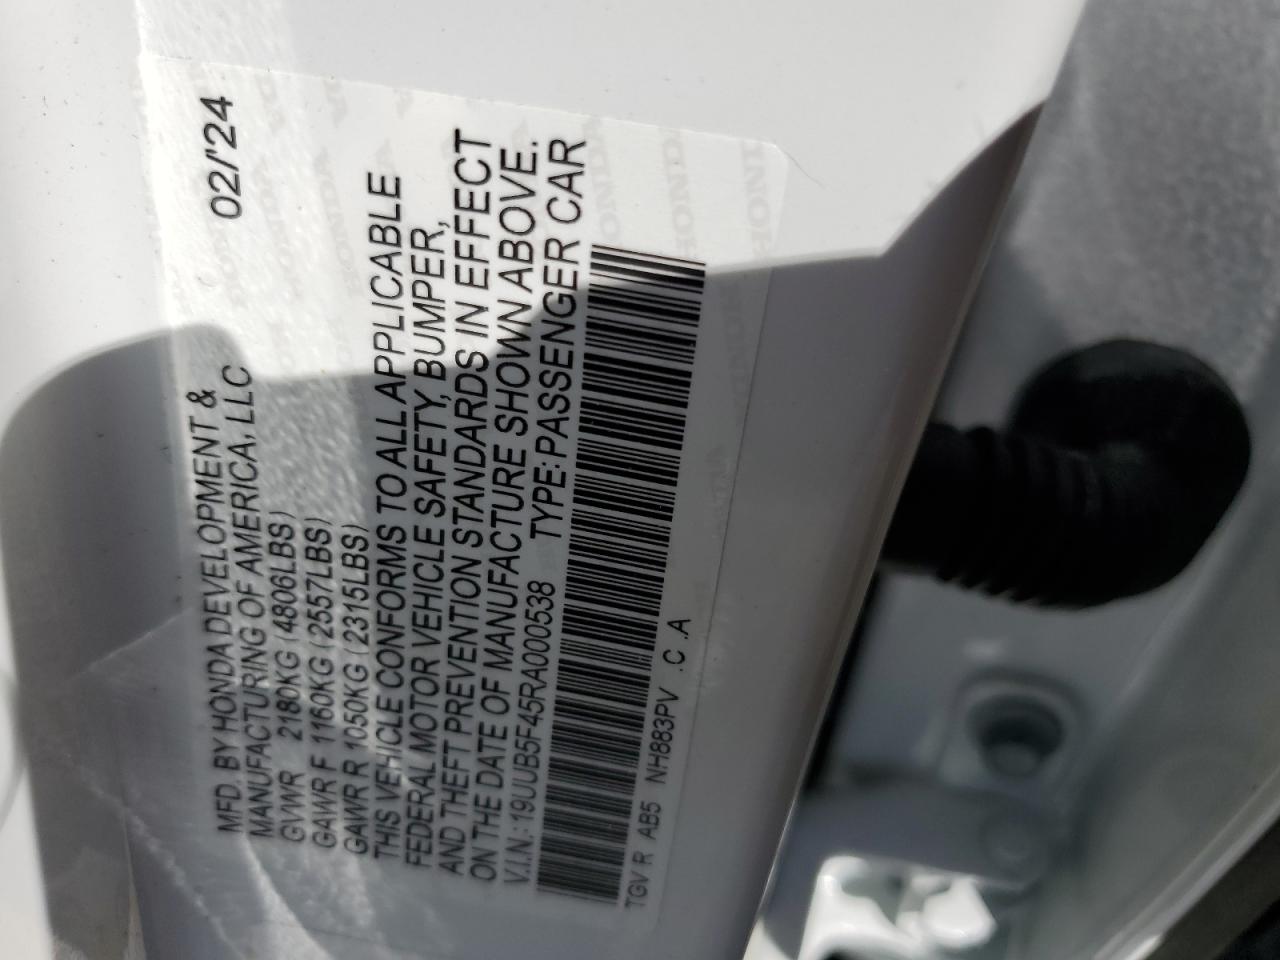 02/'24
MFD. BY HONDA DEVELOPMENT &
MANUFACTURING OF AMERICA, LLC
GVWR 2180KG (4806LBS)
GAWR F 1160KG (2557LBS)
GAWR R 1050KG (2315LBS)
THIS VEHICLE CONFORMS TO ALL APPLICABLE
FEDERAL MOTOR VEHICLE SAFETY, BUMPER,
AND THEFT PREVENTION STANDARDS IN EFFECT
ON THE DATE OF MANUFACTURE SHOWN ABOVE.
V.I.N.: 19UUB5F45RA000538 TYPE: PASSENGER CAR
TGV R AB5 NH883PV .C .A
HONDA